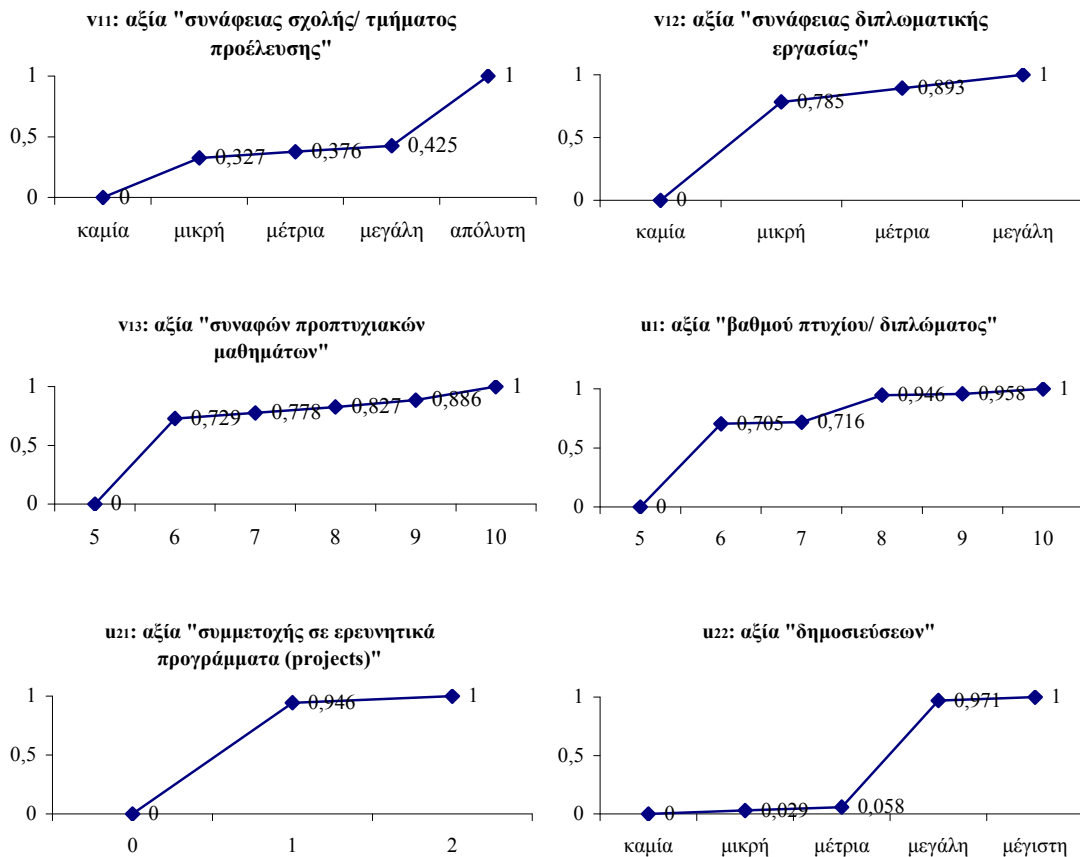 v11: αξία "συνάφειας σχολής/ τμήματος
προέλευσης"
1
0,5
0
0
0,327
0,376
0,425
1
καμία μικρή μέτρια μεγάλη απόλυτη
v12: αξία "συνάφειας διπλωματικής
εργασίας"
1
0,5
0
0
0,785
0,893
1
καμία μικρή μέτρια μεγάλη
v13: αξία "συναφών προπτυχιακών
μαθημάτων"
1
0,5
0
0
0,729
0,778
0,827
0,886
1
5 6 7 8 9 10
u1: αξία "βαθμού πτυχίου/ διπλώματος"
1
0,5
0
0
0,705
0,716
0,946
0,958
1
5 6 7 8 9 10
u21: αξία "συμμετοχής σε ερευνητικά
προγράμματα (projects)"
1
0,5
0
0
0,946
1
0 1 2
u22: αξία "δημοσιεύσεων"
1
0,5
0
0
0,029
0,058
0,971
1
καμία μικρή μέτρια μεγάλη μέγιστη